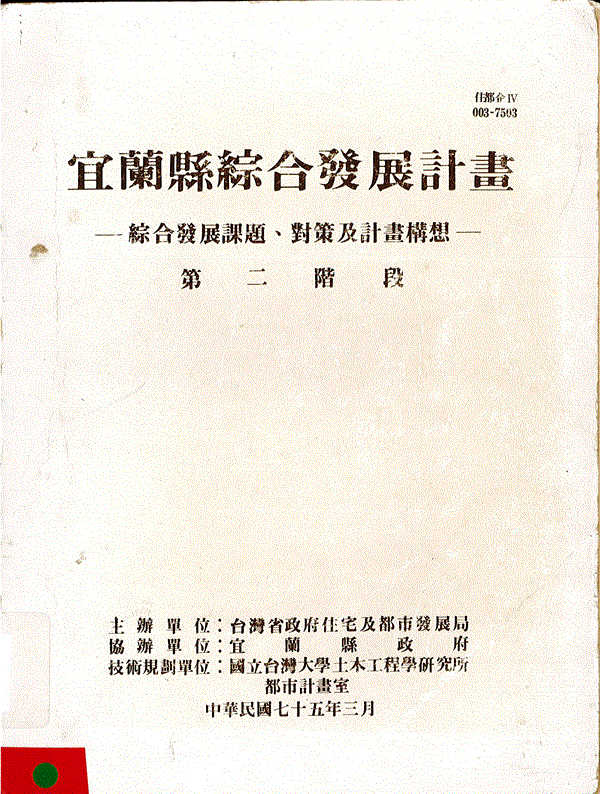 住都企IV
003-7503
宜蘭縣綜合發展計畫
—綜合發展課題、對策及計畫構想—
第二階段
主辦單位：台灣省政府住宅及都市發展局
協辦單位：宜蘭縣政府
技術規劃單位：國立台灣大學土木工程學研究所
都市計畫室
中華民國七十五年三月